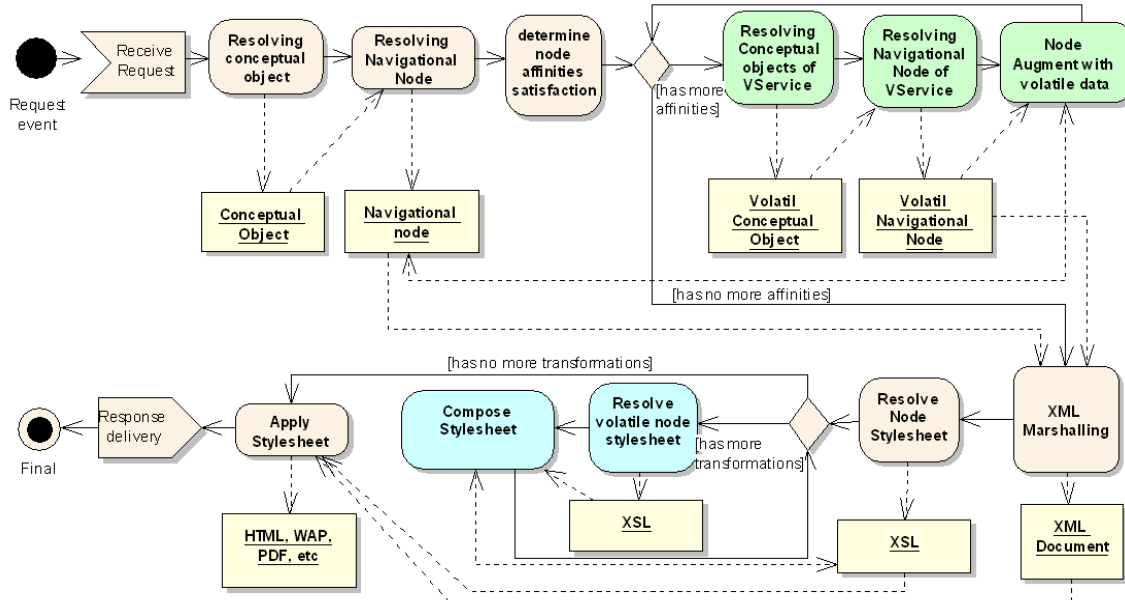 Request
event
Receive
Request
Resolving
conceptual
object
Resolving
Navigational
Node
determine
node
affinities
satisfaction
[has more
affinities]
Resolving
Conceptual
objects of
VService
Resolving
Navigational
Node of
VService
Node
Augment with
volatile data
Conceptual
Object
Navigational
node
Volatil
Conceptual
Object
Volatil
Navigational
Node
[has no more affinities]
[has no more transformations]
Final
Response
delivery
Apply
Stylesheet
Compose
Stylesheet
Resolve
volatile node
stylesheet
[has more
transformations]
Resolve
Node
Stylesheet
XML
Marshalling
HTML, WAP,
PDF, etc
XSL
XSL
XML
Document